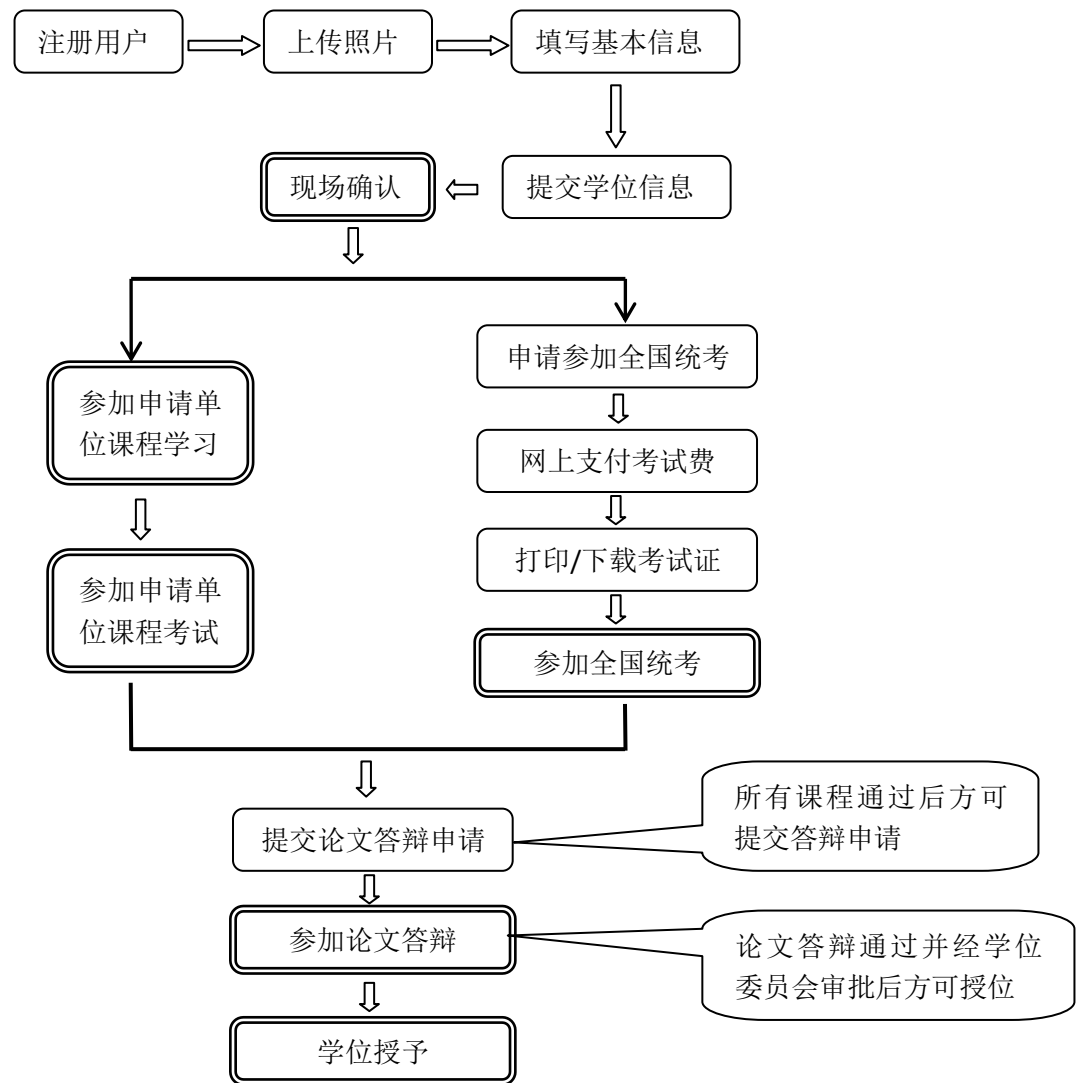 注册用户
上传照片
填写基本信息
现场确认
提交学位信息
参加申请单
位课程学习
参加申请单
位课程考试
申请参加全国统考
网上支付考试费
打印/下载考试证
参加全国统考
提交论文答辩申请
所有课程通过后方可
提交答辩申请
参加论文答辩
论文答辩通过并经学位
委员会审批后方可授位
学位授予